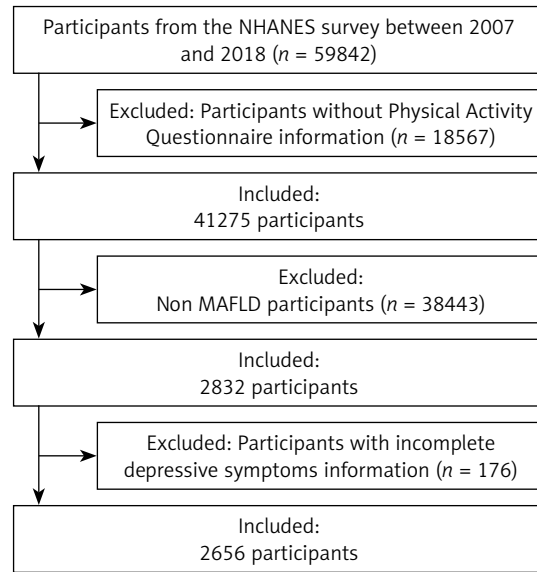 Participants from the NHANES survey between 2007
and 2018 (n = 59842)
Excluded: Participants without Physical Activity
Questionnaire information (n = 18567)
Included:
41275 participants
Excluded:
Non MAFLD participants (n = 38443)
Included:
2832 participants
Excluded: Participants with incomplete
depressive symptoms information (n = 176)
Included:
2656 participants